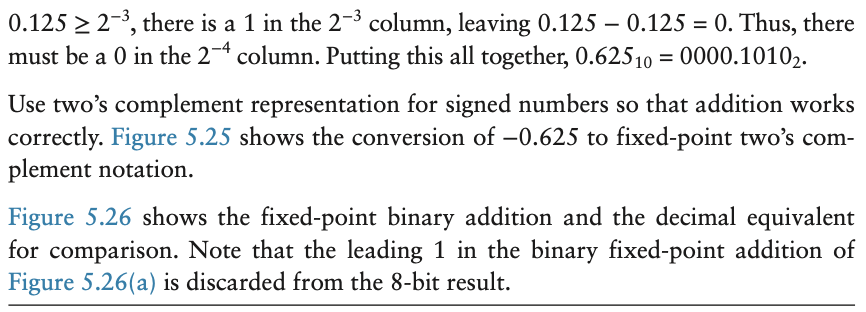 0.125 ≥ 2⁻³, there is a 1 in the 2⁻³ column, leaving 0.125 − 0.125 = 0. Thus, there
must be a 0 in the 2⁻⁴ column. Putting this all together, 0.625₁₀ = 0000.1010₂.
Use two’s complement representation for signed numbers so that addition works
correctly. Figure 5.25 shows the conversion of −0.625 to fixed-point two’s com-
plement notation.
Figure 5.26 shows the fixed-point binary addition and the decimal equivalent
for comparison. Note that the leading 1 in the binary fixed-point addition of
Figure 5.26(a) is discarded from the 8-bit result.